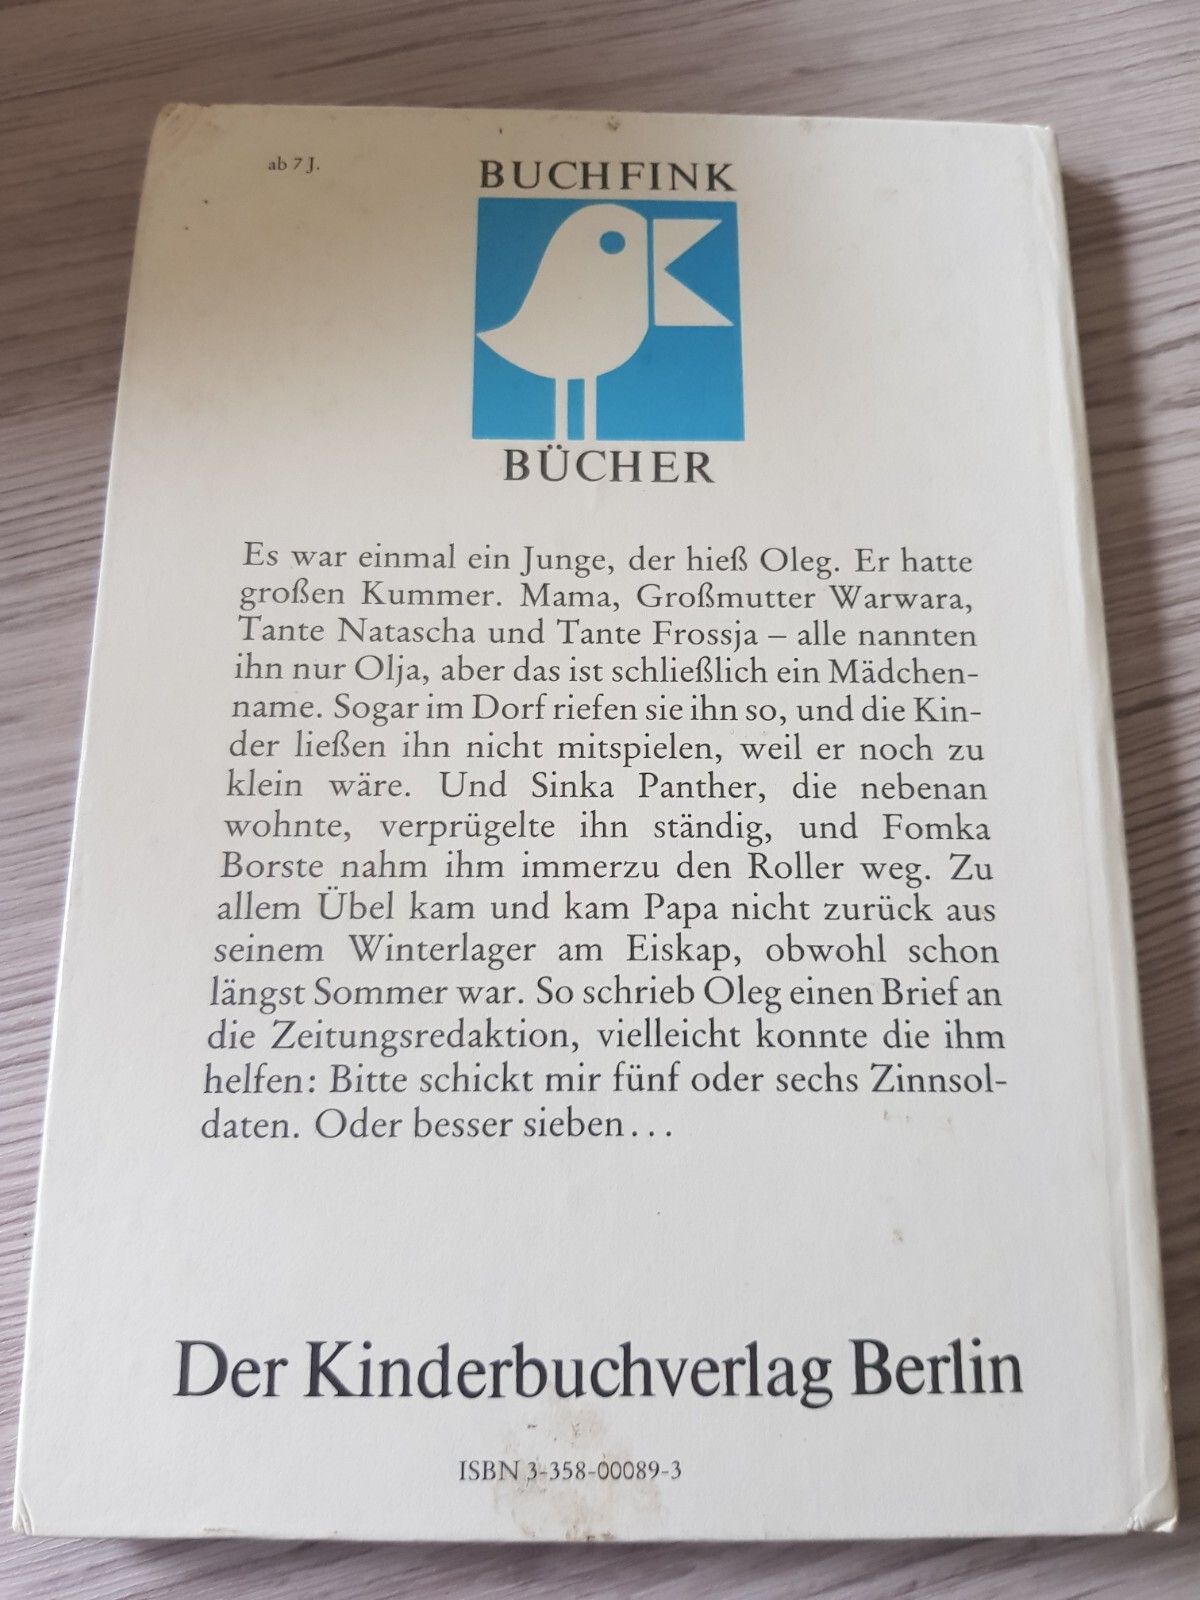 ab 7 J.
BUCHFINK
BÜCHER
Es war einmal ein Junge, der hieß Oleg. Er hatte
großen Kummer. Mama, Großmutter Warwara,
Tante Natascha und Tante Frossja – alle nannten
ihn nur Olja, aber das ist schließlich ein Mädchen-
name. Sogar im Dorf riefen sie ihn so, und die Kin-
der ließen ihn nicht mitspielen, weil er noch zu
klein wäre. Und Sinka Panther, die nebenan
wohnte, verprügelte ihn ständig, und Fomka
Borste nahm ihm immerzu den Roller weg. Zu
allem Übel kam und kam Papa nicht zurück aus
seinem Winterlager am Eiskap, obwohl schon
längst Sommer war. So schrieb Oleg einen Brief an
die Zeitungsredaktion, vielleicht konnte die ihm
helfen: Bitte schickt mir fünf oder sechs Zinnsol-
daten. Oder besser sieben...
Der Kinderbuchverlag Berlin
ISBN 3-358-00089-3